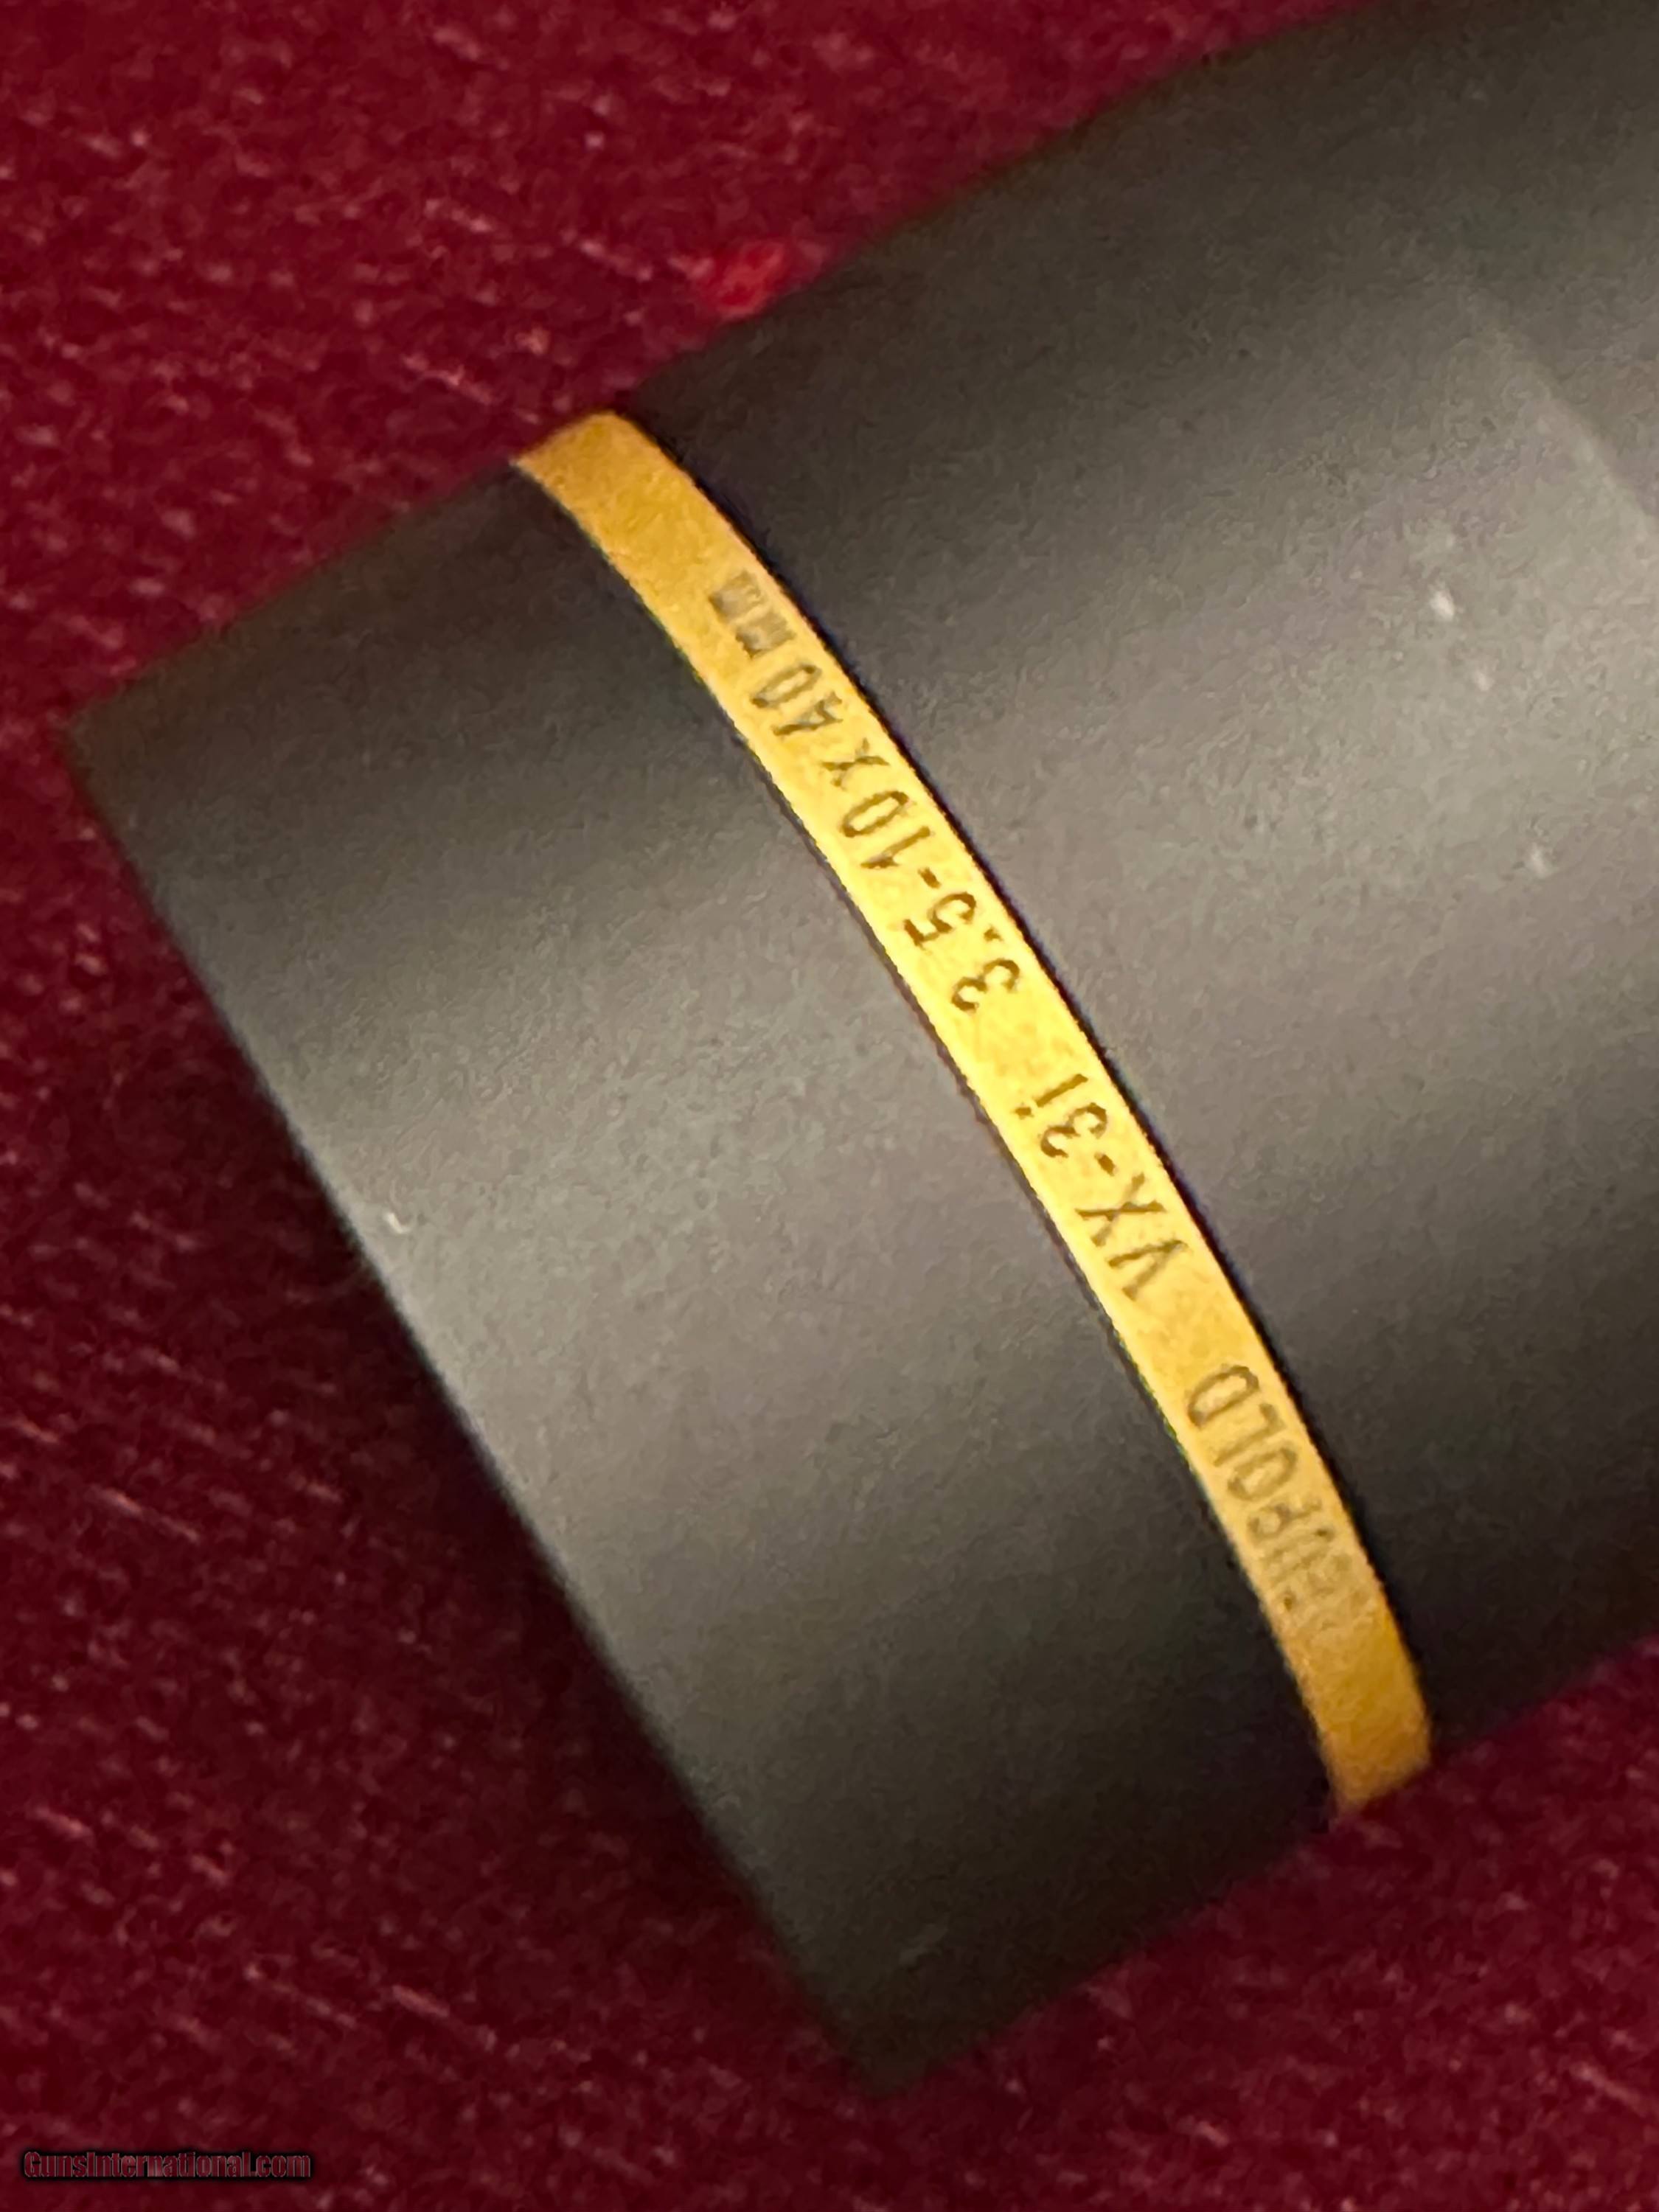 LEUPOLD VX-3i 3.5-10x40mm
GunsInternational.com